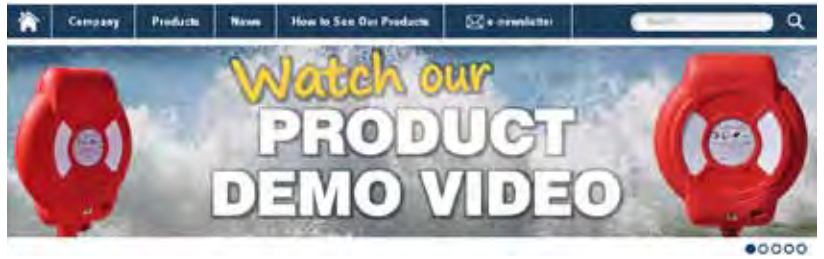 Company Products News How to See Our Products e-newsletter
Search
Watch our
PRODUCT
DEMO VIDEO